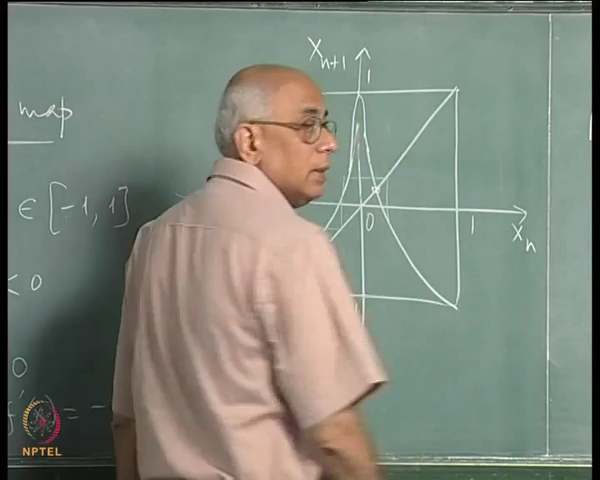 map
∈ [-1, 1]
< 0
0
f' = -
X_{n+1}
1
0
1
X_n
NPTEL